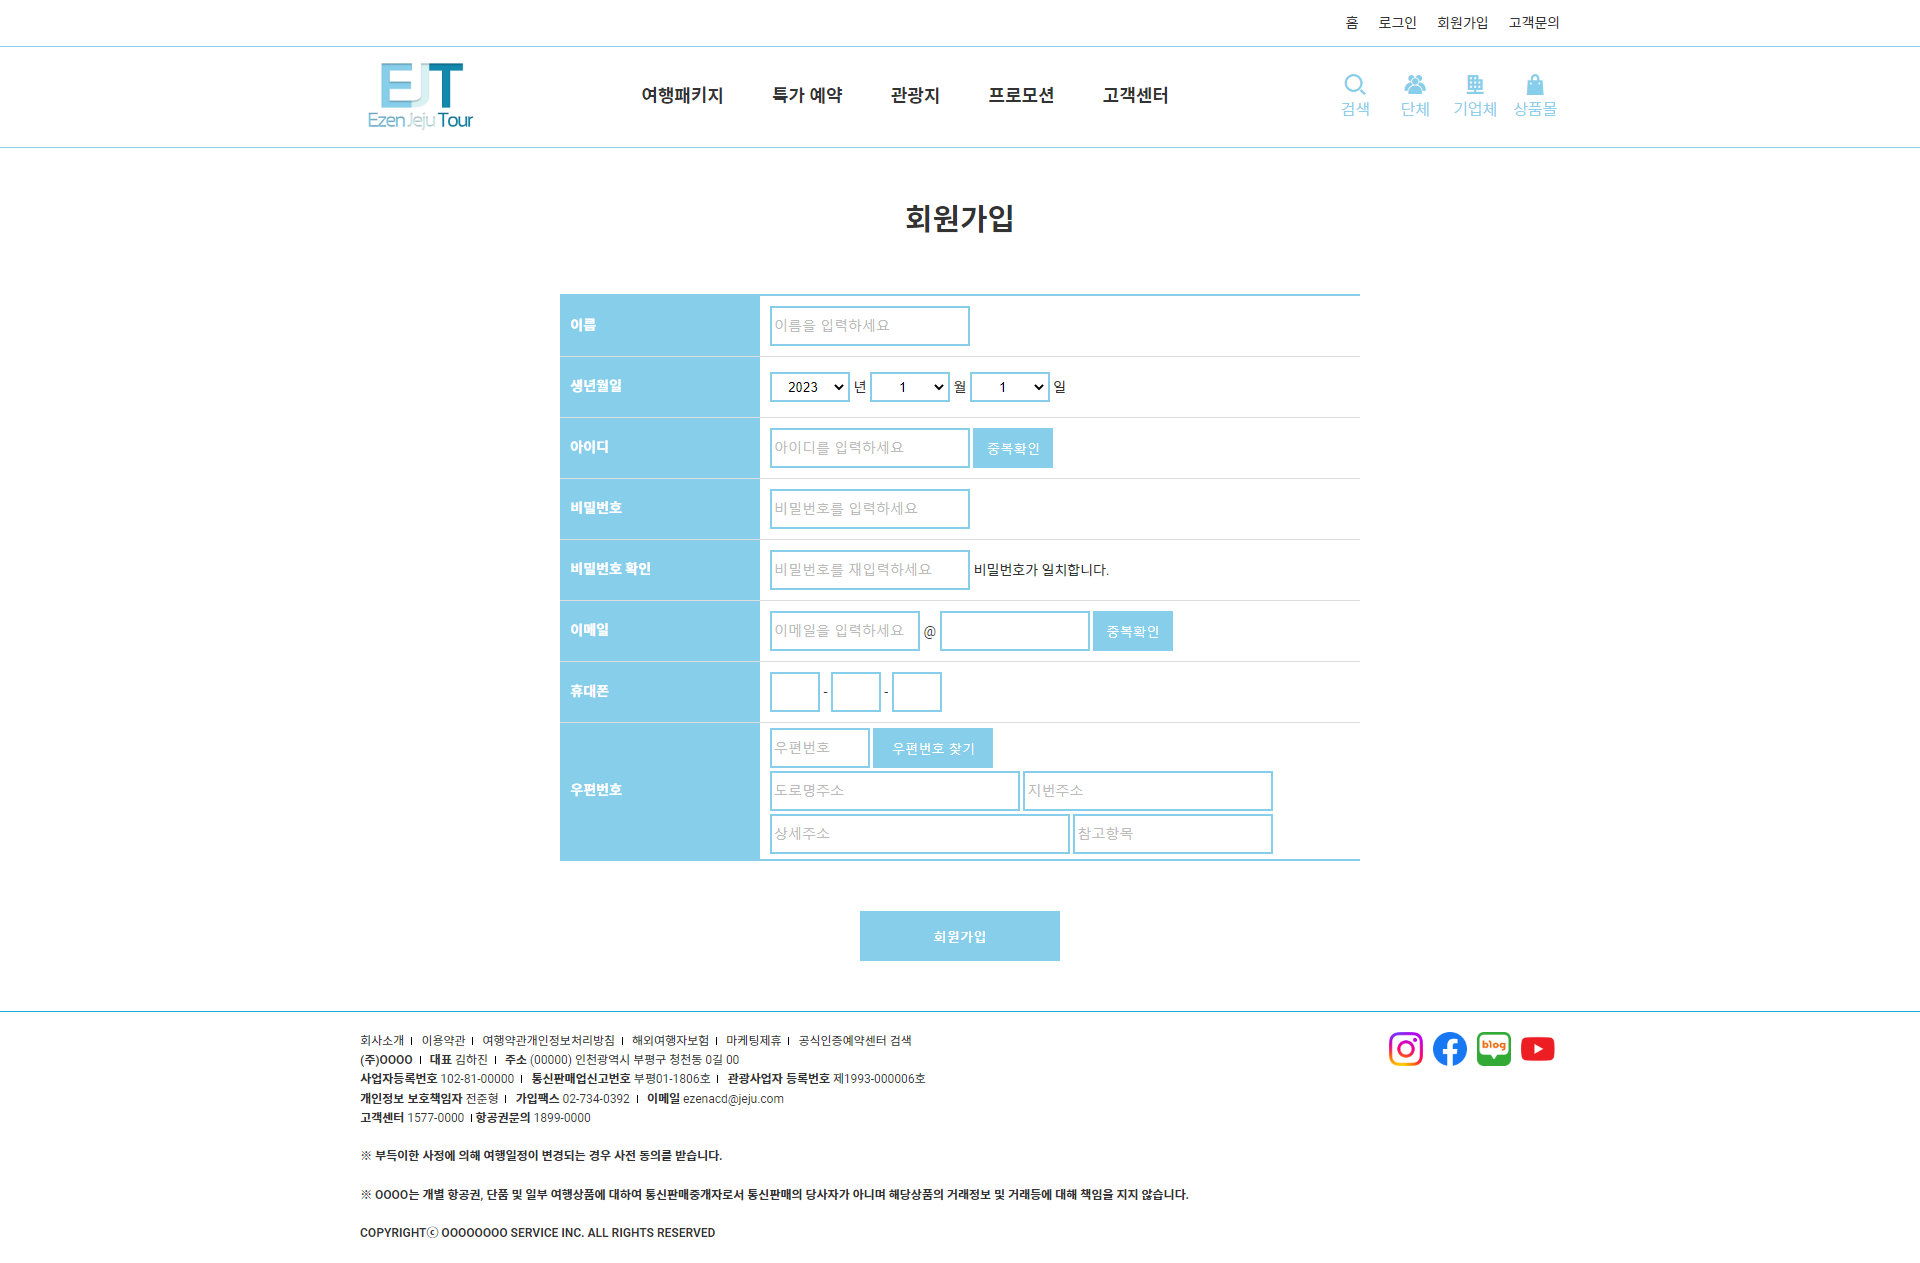 홈 로그인 회원가입 고객문의
EJT
Ezen Jeju Tour
여행패키지 특가 예약 관광지 프로모션 고객센터
검색 단체 기업체 상품몰
회원가입
이름 이름을 입력하세요
생년월일 2023 년 1 월 1 일
아이디 아이디를 입력하세요 중복확인
비밀번호 비밀번호를 입력하세요
비밀번호 확인 비밀번호를 재입력하세요 비밀번호가 일치합니다.
이메일 이메일을 입력하세요 @ 중복확인
휴대폰 - -
우편번호 우편번호 우편번호 찾기
도로명주소 지번주소
상세주소 참고항목
회원가입
회사소개 | 이용약관 | 여행약관개인정보처리방침 | 해외여행자보험 | 마케팅제휴 | 공식인증예약센터 검색
(주)OOOO | 대표 김하진 | 주소 (00000) 인천광역시 부평구 청천동 0길 00
사업자등록번호 102-81-00000 | 통신판매업신고번호 부평01-1806호 | 관광사업자 등록번호 제1993-000006호
개인정보 보호책임자 전준형 | 가입팩스 02-734-0392 | 이메일 ezenacd@jeju.com
고객센터 1577-0000 | 항공권문의 1899-0000
blog
※ 부득이한 사정에 의해 여행일정이 변경되는 경우 사전 동의를 받습니다.
※ OOOO는 개별 항공권, 단품 및 일부 여행상품에 대하여 통신판매중개자로서 통신판매의 당사자가 아니며 해당상품의 거래정보 및 거래등에 대해 책임을 지지 않습니다.
COPYRIGHTⓒ OOOOOOOO SERVICE INC. ALL RIGHTS RESERVED